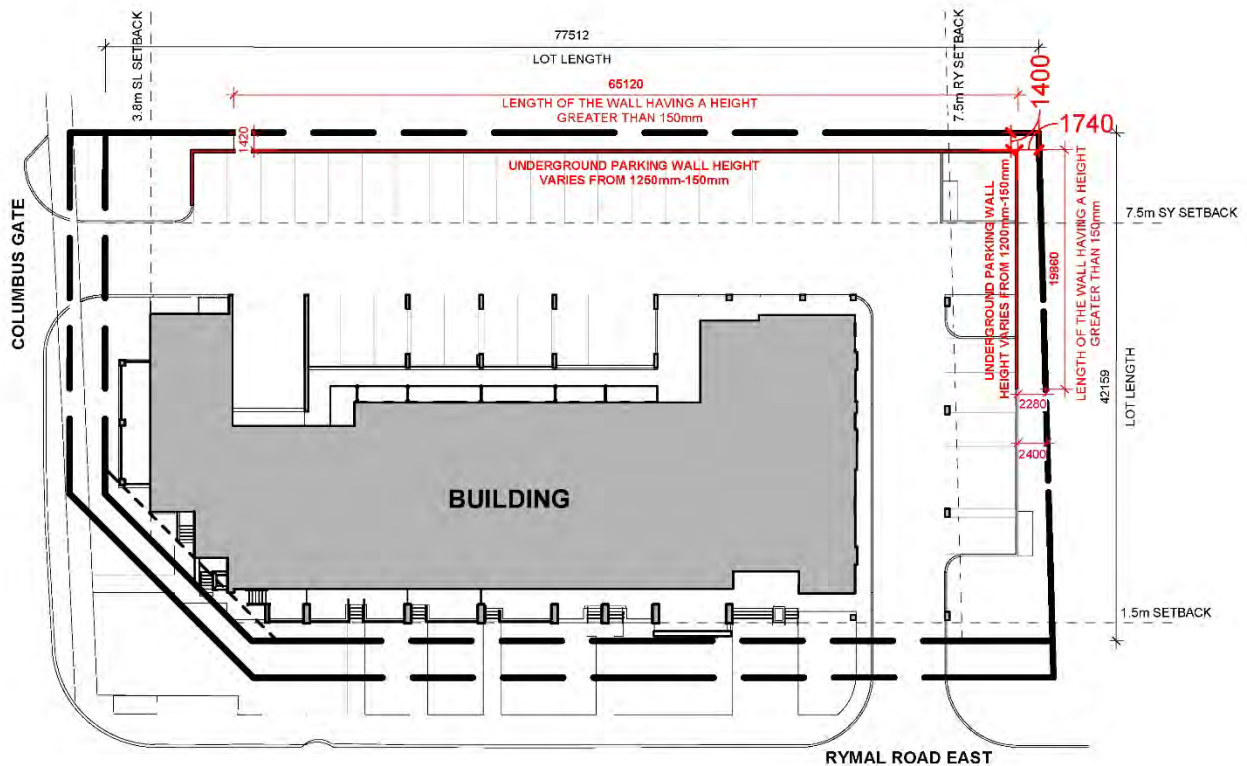 77512
LOT LENGTH
3.8m SL SETBACK
7.5m RY SETBACK
1400
65120
LENGTH OF THE WALL HAVING A HEIGHT
GREATER THAN 150mm
1740
1420
UNDERGROUND PARKING WALL HEIGHT
VARIES FROM 1250mm-150mm
UNDERGROUND PARKING WALL
HEIGHT VARIES FROM 1200mm-150mm
19860
LENGTH OF THE WALL HAVING A HEIGHT
GREATER THAN 150mm
7.5m SY SETBACK
COLUMBUS GATE
42159
LOT LENGTH
2280
2400
BUILDING
1.5m SETBACK
RYMAL ROAD EAST